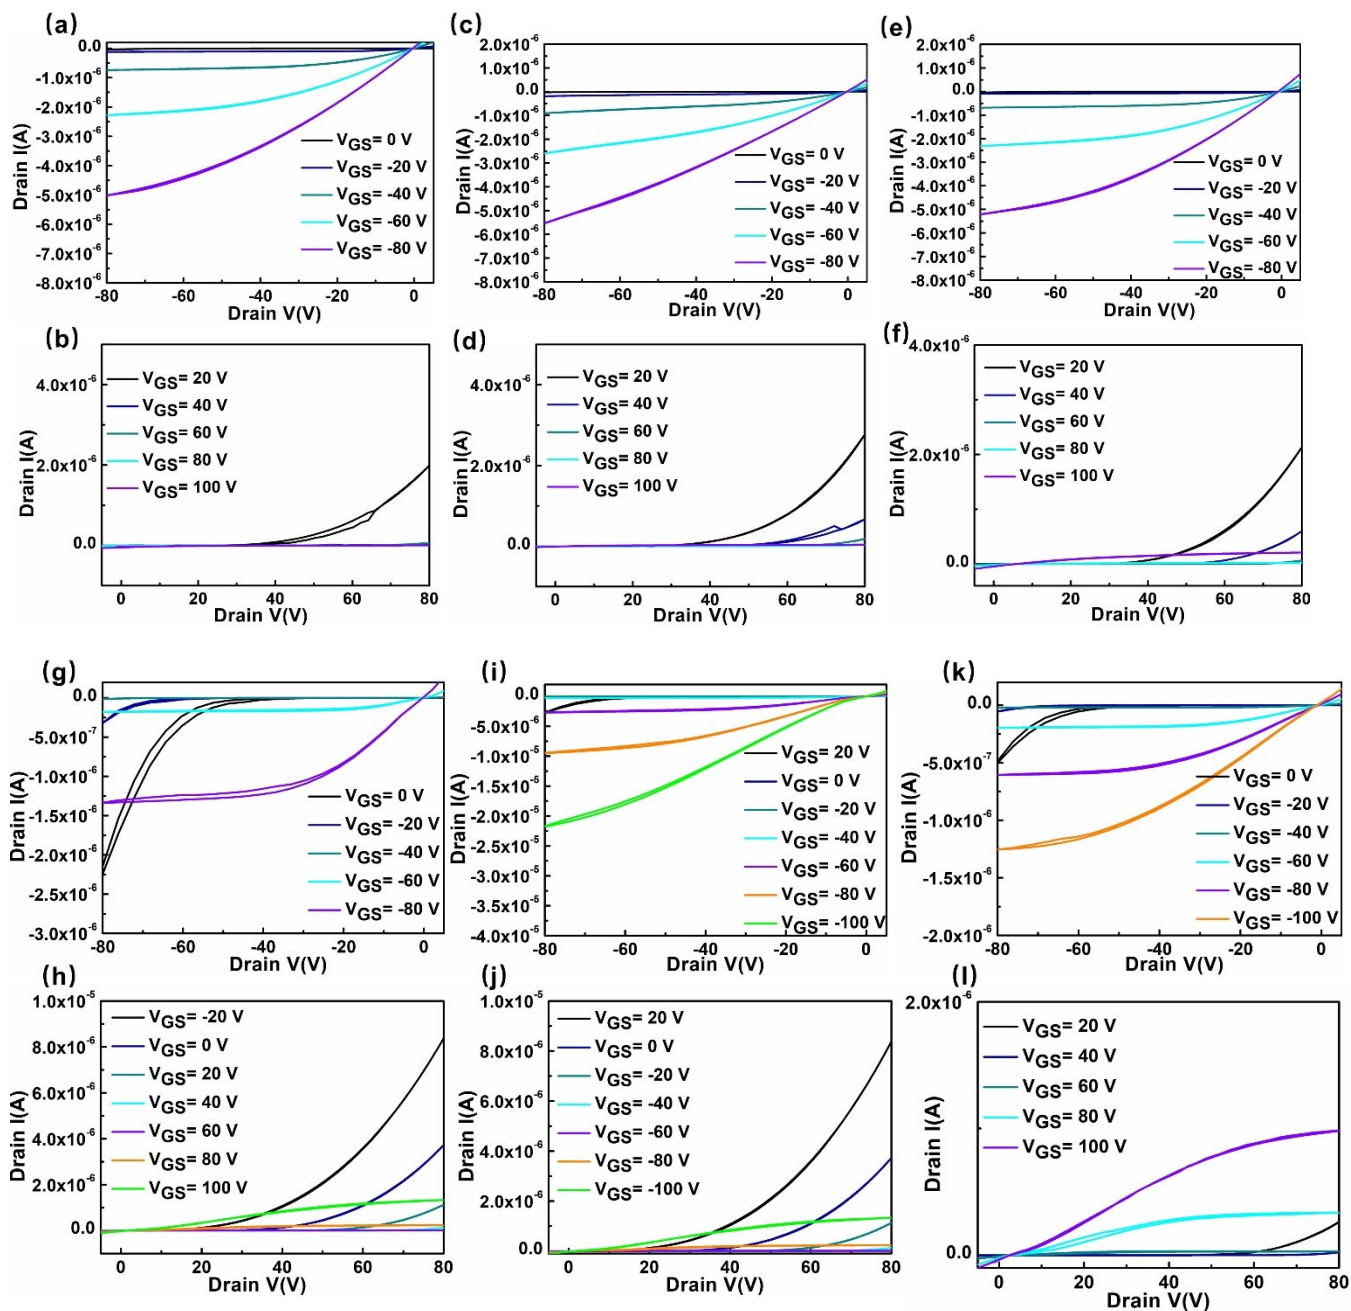 (a)
0.0
-1.0x10⁻⁶
-2.0x10⁻⁶
-3.0x10⁻⁶
-4.0x10⁻⁶
-5.0x10⁻⁶
-6.0x10⁻⁶
-7.0x10⁻⁶
-8.0x10⁻⁶
Drain I(A)
VGS= 0 V
VGS= -20 V
VGS= -40 V
VGS= -60 V
VGS= -80 V
-80 -60 -40 -20 0
Drain V(V)
(c)
2.0x10⁻⁶
1.0x10⁻⁶
0.0
-1.0x10⁻⁶
-2.0x10⁻⁶
-3.0x10⁻⁶
-4.0x10⁻⁶
-5.0x10⁻⁶
-6.0x10⁻⁶
-7.0x10⁻⁶
-8.0x10⁻⁶
Drain I(A)
VGS= 0 V
VGS= -20 V
VGS= -40 V
VGS= -60 V
VGS= -80 V
-80 -60 -40 -20 0
Drain V(V)
(e)
2.0x10⁻⁶
1.0x10⁻⁶
0.0
-1.0x10⁻⁶
-2.0x10⁻⁶
-3.0x10⁻⁶
-4.0x10⁻⁶
-5.0x10⁻⁶
-6.0x10⁻⁶
-7.0x10⁻⁶
-8.0x10⁻⁶
Drain I(A)
VGS= 0 V
VGS= -20 V
VGS= -40 V
VGS= -60 V
VGS= -80 V
-80 -60 -40 -20 0
Drain V(V)
(b)
4.0x10⁻⁶
2.0x10⁻⁶
0.0
Drain I(A)
VGS= 20 V
VGS= 40 V
VGS= 60 V
VGS= 80 V
VGS= 100 V
0 20 40 60 80
Drain V(V)
(d)
4.0x10⁻⁶
2.0x10⁻⁶
0.0
Drain I(A)
VGS= 20 V
VGS= 40 V
VGS= 60 V
VGS= 80 V
VGS= 100 V
0 20 40 60 80
Drain V(V)
(f)
4.0x10⁻⁶
2.0x10⁻⁶
0.0
Drain I(A)
VGS= 20 V
VGS= 40 V
VGS= 60 V
VGS= 80 V
VGS= 100 V
0 20 40 60 80
Drain V(V)
(g)
0.0
-5.0x10⁻⁷
-1.0x10⁻⁶
-1.5x10⁻⁶
-2.0x10⁻⁶
-2.5x10⁻⁶
-3.0x10⁻⁶
Drain I(A)
VGS= 0 V
VGS= -20 V
VGS= -40 V
VGS= -60 V
VGS= -80 V
-80 -60 -40 -20 0
Drain V(V)
(i)
0.0
-5.0x10⁻⁶
-1.0x10⁻⁵
-1.5x10⁻⁵
-2.0x10⁻⁵
-2.5x10⁻⁵
-3.0x10⁻⁵
-3.5x10⁻⁵
-4.0x10⁻⁵
Drain I(A)
VGS= 20 V
VGS= 0 V
VGS= -20 V
VGS= -40 V
VGS= -60 V
VGS= -80 V
VGS= -100 V
-80 -60 -40 -20 0
Drain V(V)
(k)
0.0
-5.0x10⁻⁷
-1.0x10⁻⁶
-1.5x10⁻⁶
-2.0x10⁻⁶
Drain I(A)
VGS= 0 V
VGS= -20 V
VGS= -40 V
VGS= -60 V
VGS= -80 V
VGS= -100 V
-80 -60 -40 -20 0
Drain V(V)
(h)
1.0x10⁻⁵
8.0x10⁻⁶
6.0x10⁻⁶
4.0x10⁻⁶
2.0x10⁻⁶
0.0
Drain I(A)
VGS= -20 V
VGS= 0 V
VGS= 20 V
VGS= 40 V
VGS= 60 V
VGS= 80 V
VGS= 100 V
0 20 40 60 80
Drain V(V)
(j)
1.0x10⁻⁵
8.0x10⁻⁶
6.0x10⁻⁶
4.0x10⁻⁶
2.0x10⁻⁶
0.0
Drain I(A)
VGS= 20 V
VGS= 0 V
VGS= -20 V
VGS= -40 V
VGS= -60 V
VGS= -80 V
VGS= -100 V
0 20 40 60 80
Drain V(V)
(l)
2.0x10⁻⁶
0.0
Drain I(A)
VGS= 20 V
VGS= 40 V
VGS= 60 V
VGS= 80 V
VGS= 100 V
0 20 40 60 80
Drain V(V)